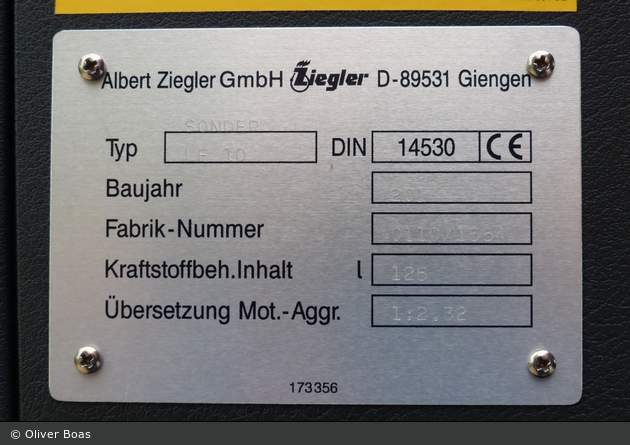 Albert Ziegler GmbH Ziegler D-89531 Giengen
SONDER
Typ LF 10 DIN 14530 CE
Baujahr
Fabrik-Nummer
Kraftstoffbeh.Inhalt l 125
Übersetzung Mot.-Aggr. 1:2,32
173356
© Oliver Boas